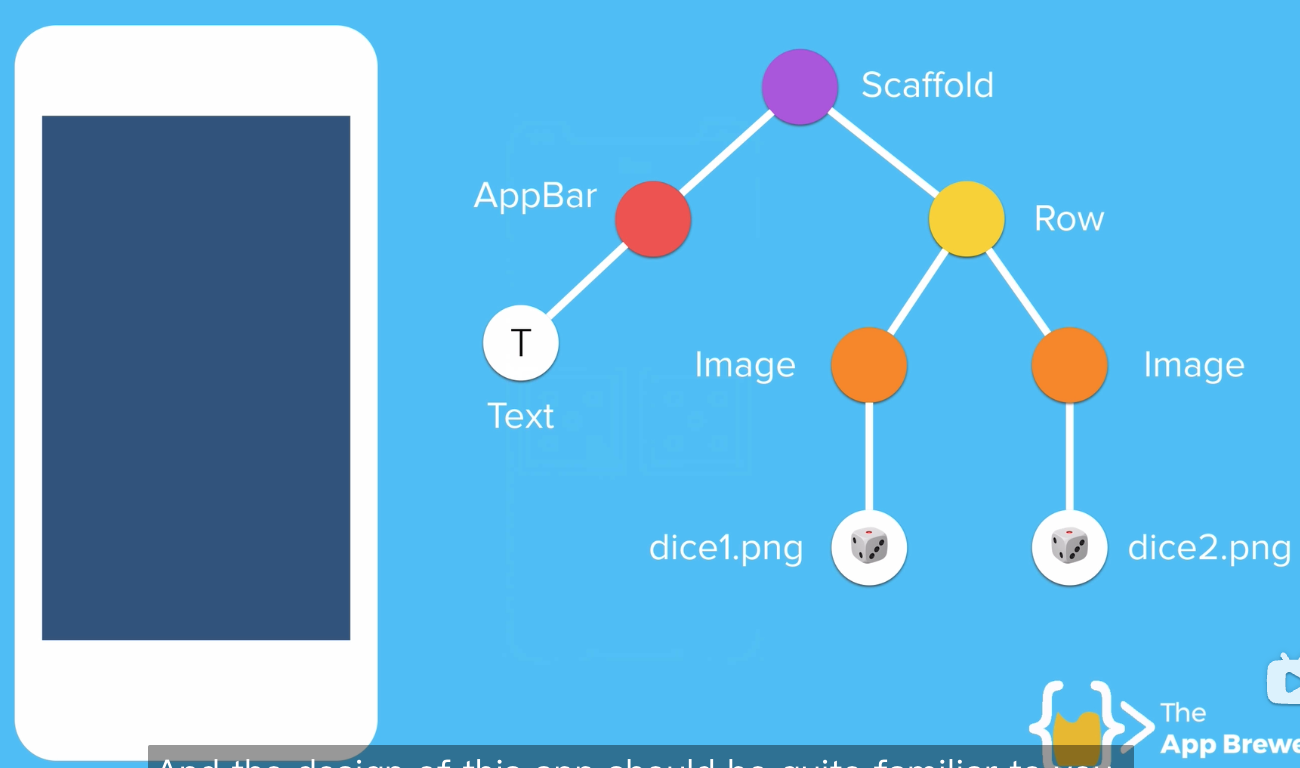 Scaffold
AppBar
Row
T
Image
Image
Text
dice1.png
dice2.png
The
App Brewe
And the design of this app should be quite familiar to you